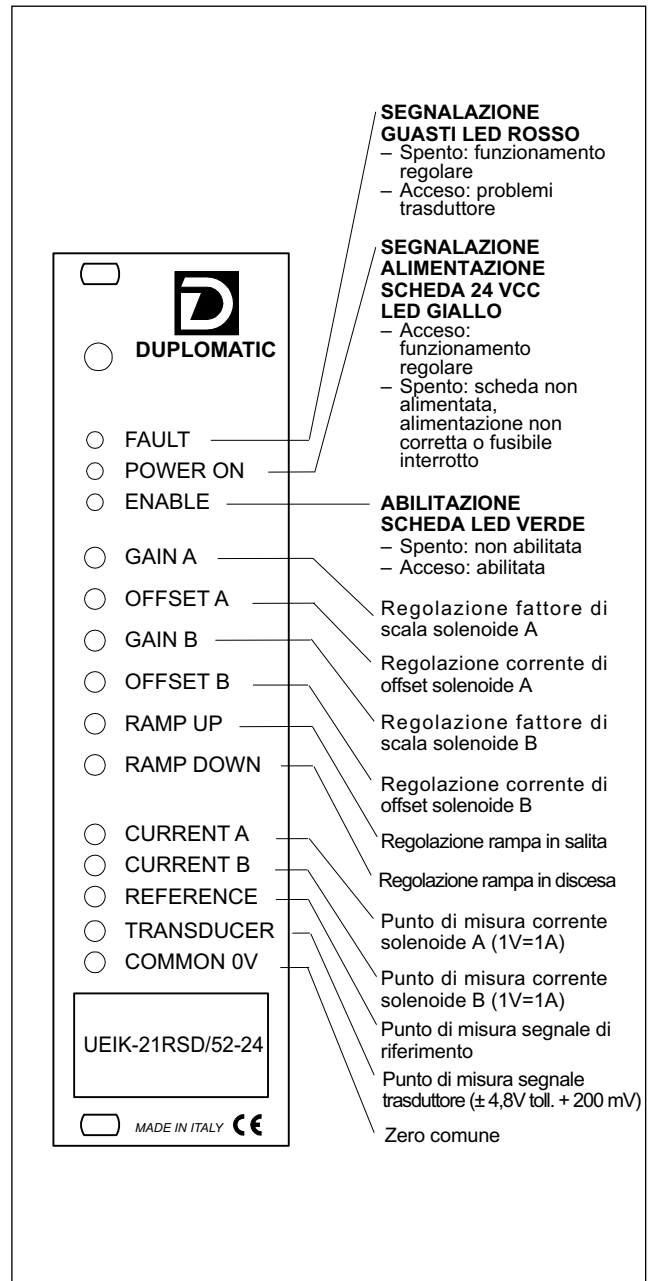 SEGNALAZIONE
GUASTI LED ROSSO
– Spento: funzionamento
regolare
– Acceso: problemi
trasduttore
SEGNALAZIONE
ALIMENTAZIONE
SCHEDA 24 VCC
LED GIALLO
– Acceso:
funzionamento
regolare
– Spento: scheda non
alimentata,
alimentazione non
corretta o fusibile
interrotto
ABILITAZIONE
SCHEDA LED VERDE
– Spento: non abilitata
– Acceso: abilitata
Regolazione fattore di
scala solenoide A
Regolazione corrente di
offset solenoide A
Regolazione fattore di
scala solenoide B
Regolazione corrente di
offset solenoide B
Regolazione rampa in salita
Regolazione rampa in discesa
Punto di misura corrente
solenoide A (1V=1A)
Punto di misura corrente
solenoide B (1V=1A)
Punto di misura segnale di
riferimento
Punto di misura segnale
trasduttore (± 4,8V toll. + 200 mV)
Zero comune
D
DUPLOMATIC
FAULT
POWER ON
ENABLE
GAIN A
OFFSET A
GAIN B
OFFSET B
RAMP UP
RAMP DOWN
CURRENT A
CURRENT B
REFERENCE
TRANSDUCER
COMMON 0V
UEIK-21RSD/52-24
MADE IN ITALY CE